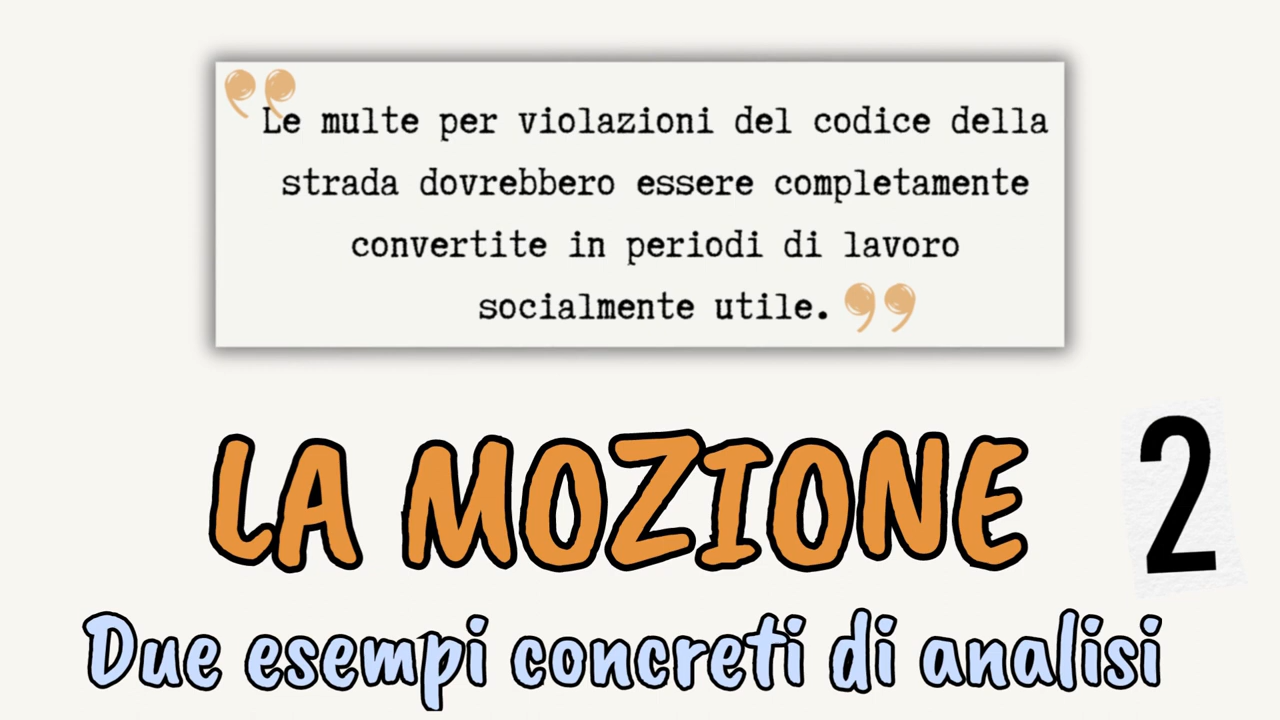 “Le multe per violazioni del codice della
strada dovrebbero essere completamente
convertite in periodi di lavoro
socialmente utile.”
LA MOZIONE 2
Due esempi concreti di analisi